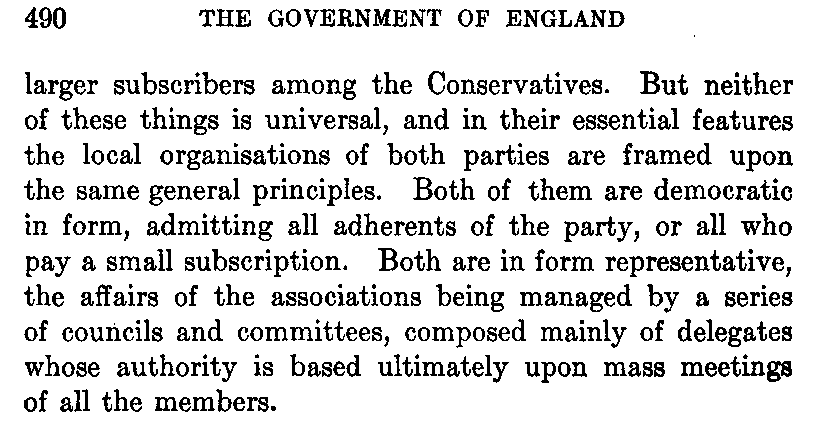 490 THE GOVERNMENT OF ENGLAND
larger subscribers among the Conservatives. But neither
of these things is universal, and in their essential features
the local organisations of both parties are framed upon
the same general principles. Both of them are democratic
in form, admitting all adherents of the party, or all who
pay a small subscription. Both are in form representative,
the affairs of the associations being managed by a series
of councils and committees, composed mainly of delegates
whose authority is based ultimately upon mass meetings
of all the members.